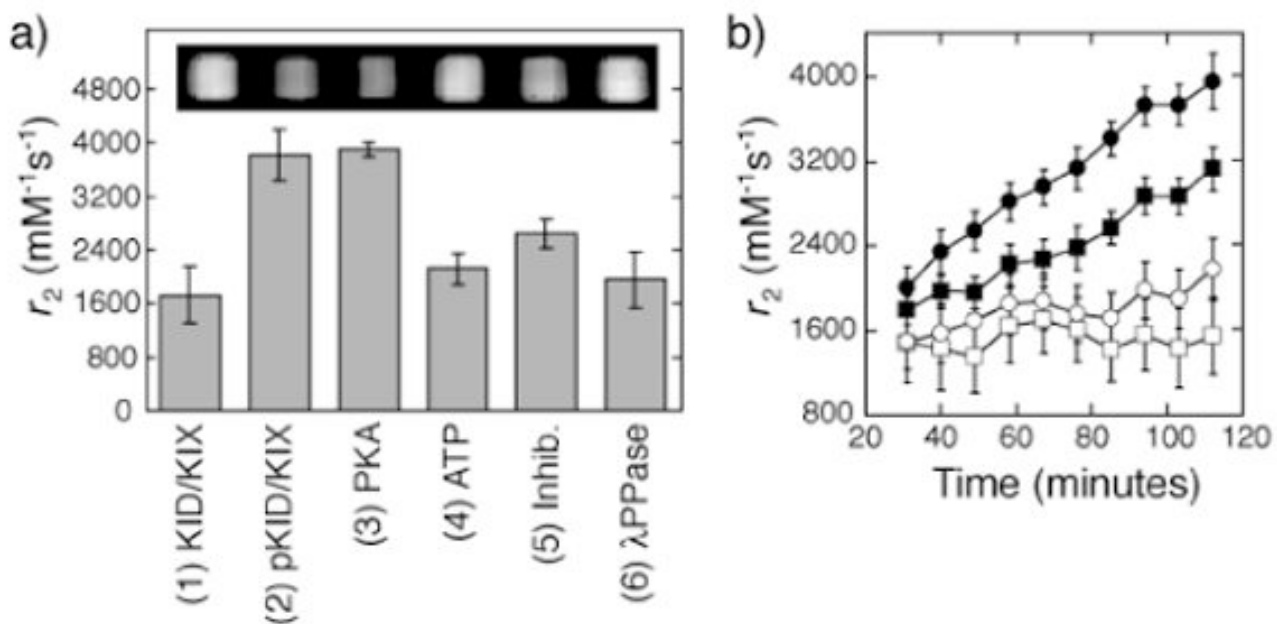 a)
r2 (mM-1s-1)
4800
4000
3200
2400
1600
800
0
(1) KID/KIX
(2) pKID/KIX
(3) PKA
(4) ATP
(5) Inhib.
(6) λPPase
b)
r2 (mM-1s-1)
4000
3200
2400
1600
800
20 40 60 80 100 120
Time (minutes)